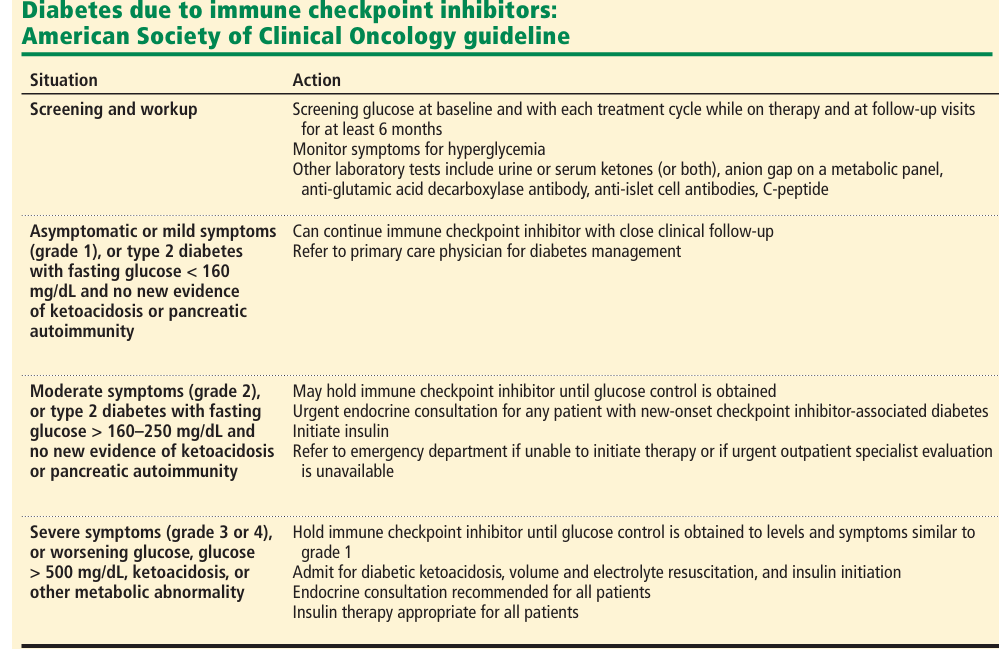 Diabetes due to immune checkpoint inhibitors:
American Society of Clinical Oncology guideline
Situation
Action
Screening and workup
Screening glucose at baseline and with each treatment cycle while on therapy and at follow-up visits
for at least 6 months
Monitor symptoms for hyperglycemia
Other laboratory tests include urine or serum ketones (or both), anion gap on a metabolic panel,
anti-glutamic acid decarboxylase antibody, anti-islet cell antibodies, C-peptide
Asymptomatic or mild symptoms
(grade 1), or type 2 diabetes
with fasting glucose < 160
mg/dL and no new evidence
of ketoacidosis or pancreatic
autoimmunity
Can continue immune checkpoint inhibitor with close clinical follow-up
Refer to primary care physician for diabetes management
Moderate symptoms (grade 2),
or type 2 diabetes with fasting
glucose > 160–250 mg/dL and
no new evidence of ketoacidosis
or pancreatic autoimmunity
May hold immune checkpoint inhibitor until glucose control is obtained
Urgent endocrine consultation for any patient with new-onset checkpoint inhibitor-associated diabetes
Initiate insulin
Refer to emergency department if unable to initiate therapy or if urgent outpatient specialist evaluation
is unavailable
Severe symptoms (grade 3 or 4),
or worsening glucose, glucose
> 500 mg/dL, ketoacidosis, or
other metabolic abnormality
Hold immune checkpoint inhibitor until glucose control is obtained to levels and symptoms similar to
grade 1
Admit for diabetic ketoacidosis, volume and electrolyte resuscitation, and insulin initiation
Endocrine consultation recommended for all patients
Insulin therapy appropriate for all patients